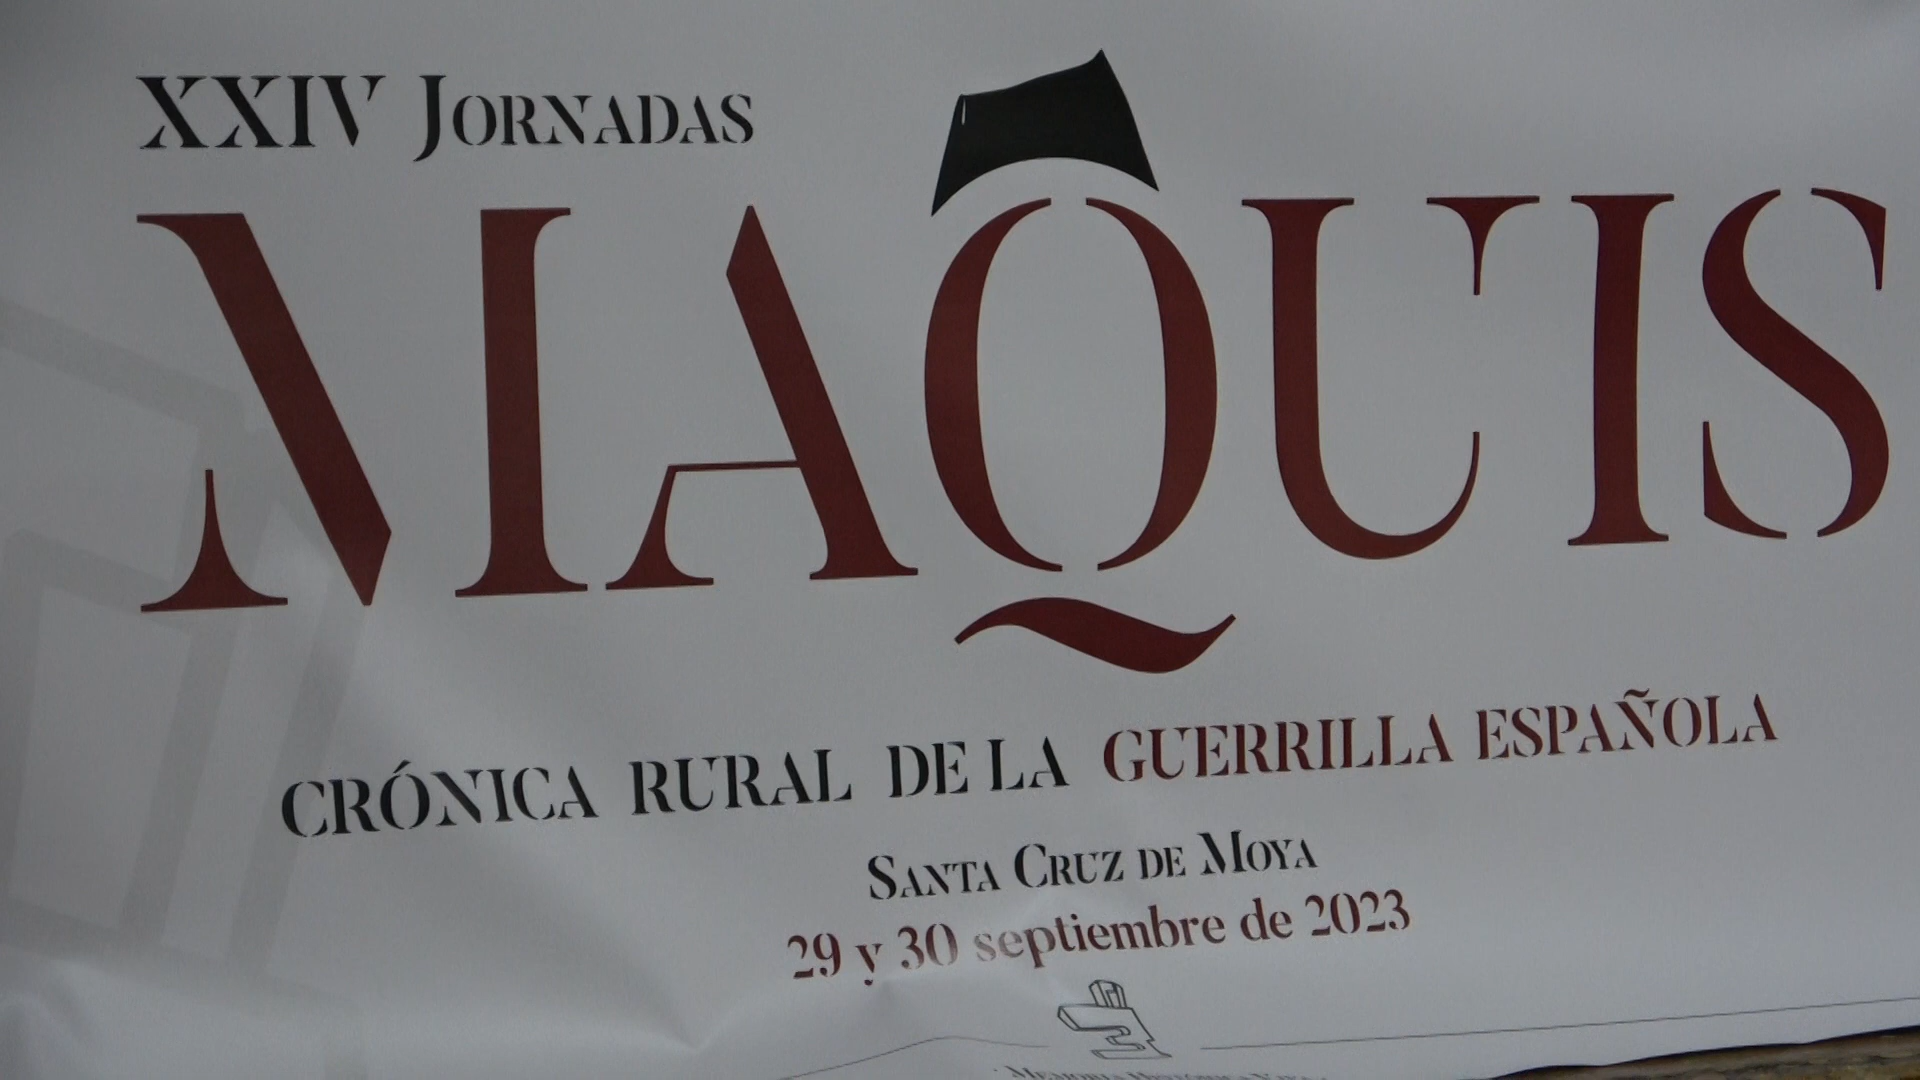 XXIV JORNADAS
MAQUIS
CRÓNICA RURAL DE LA GUERRILLA ESPAÑOLA
SANTA CRUZ DE MOYA
29 y 30 septiembre de 2023